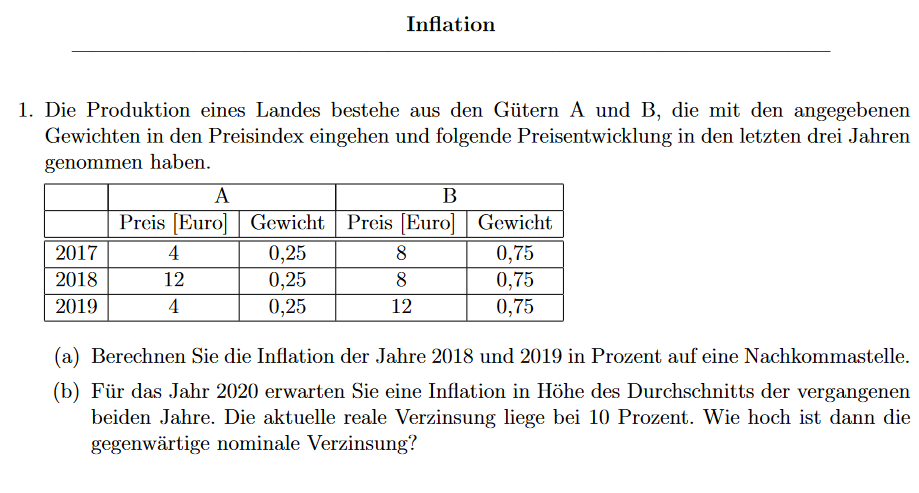 Inflation
1. Die Produktion eines Landes bestehe aus den Gütern A und B, die mit den angegebenen
Gewichten in den Preisindex eingehen und folgende Preisentwicklung in den letzten drei Jahren
genommen haben.
A B
Preis [Euro] Gewicht Preis [Euro] Gewicht
2017 4 0,25 8 0,75
2018 12 0,25 8 0,75
2019 4 0,25 12 0,75
(a) Berechnen Sie die Inflation der Jahre 2018 und 2019 in Prozent auf eine Nachkommastelle.
(b) Für das Jahr 2020 erwarten Sie eine Inflation in Höhe des Durchschnitts der vergangenen
beiden Jahre. Die aktuelle reale Verzinsung liege bei 10 Prozent. Wie hoch ist dann die
gegenwärtige nominale Verzinsung?